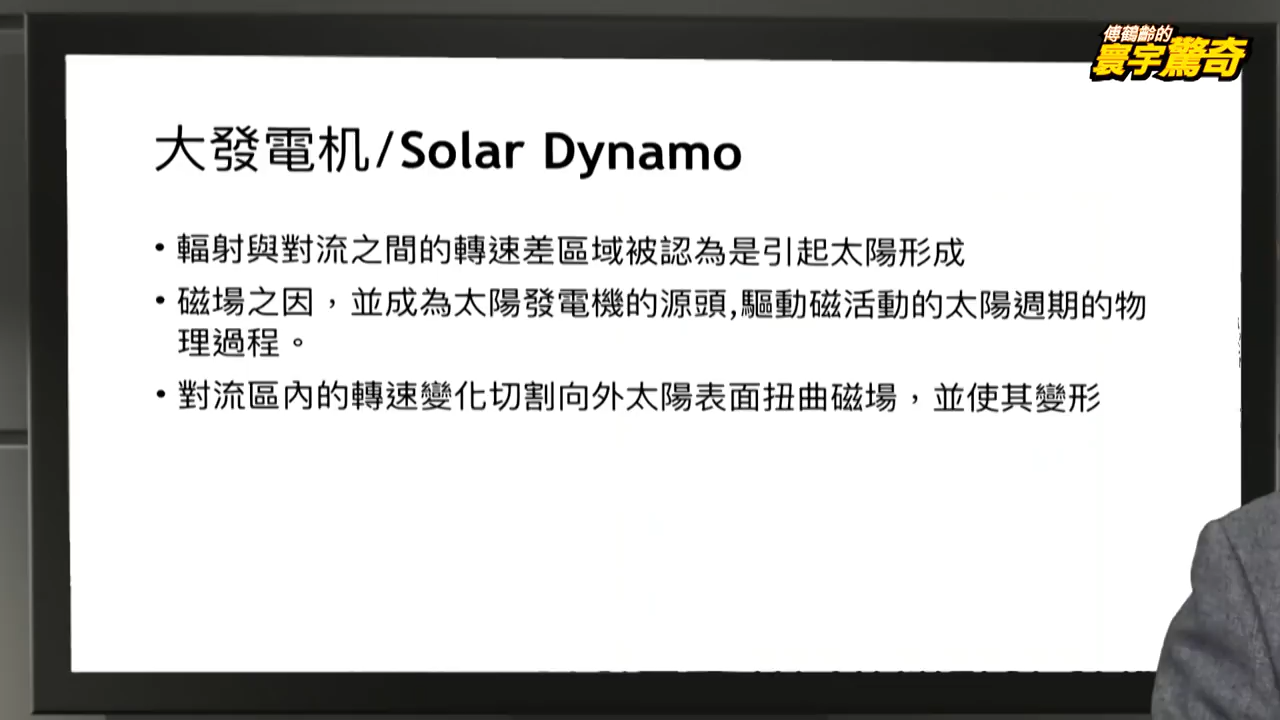 傅鶴齡的
寰宇驚奇
大發電机/Solar Dynamo
• 輻射與對流之間的轉速差區域被認為是引起太陽形成
• 磁場之因，並成為太陽發電機的源頭,驅動磁活動的太陽週期的物
理過程。
• 對流區內的轉速變化切割向外太陽表面扭曲磁場，並使其變形